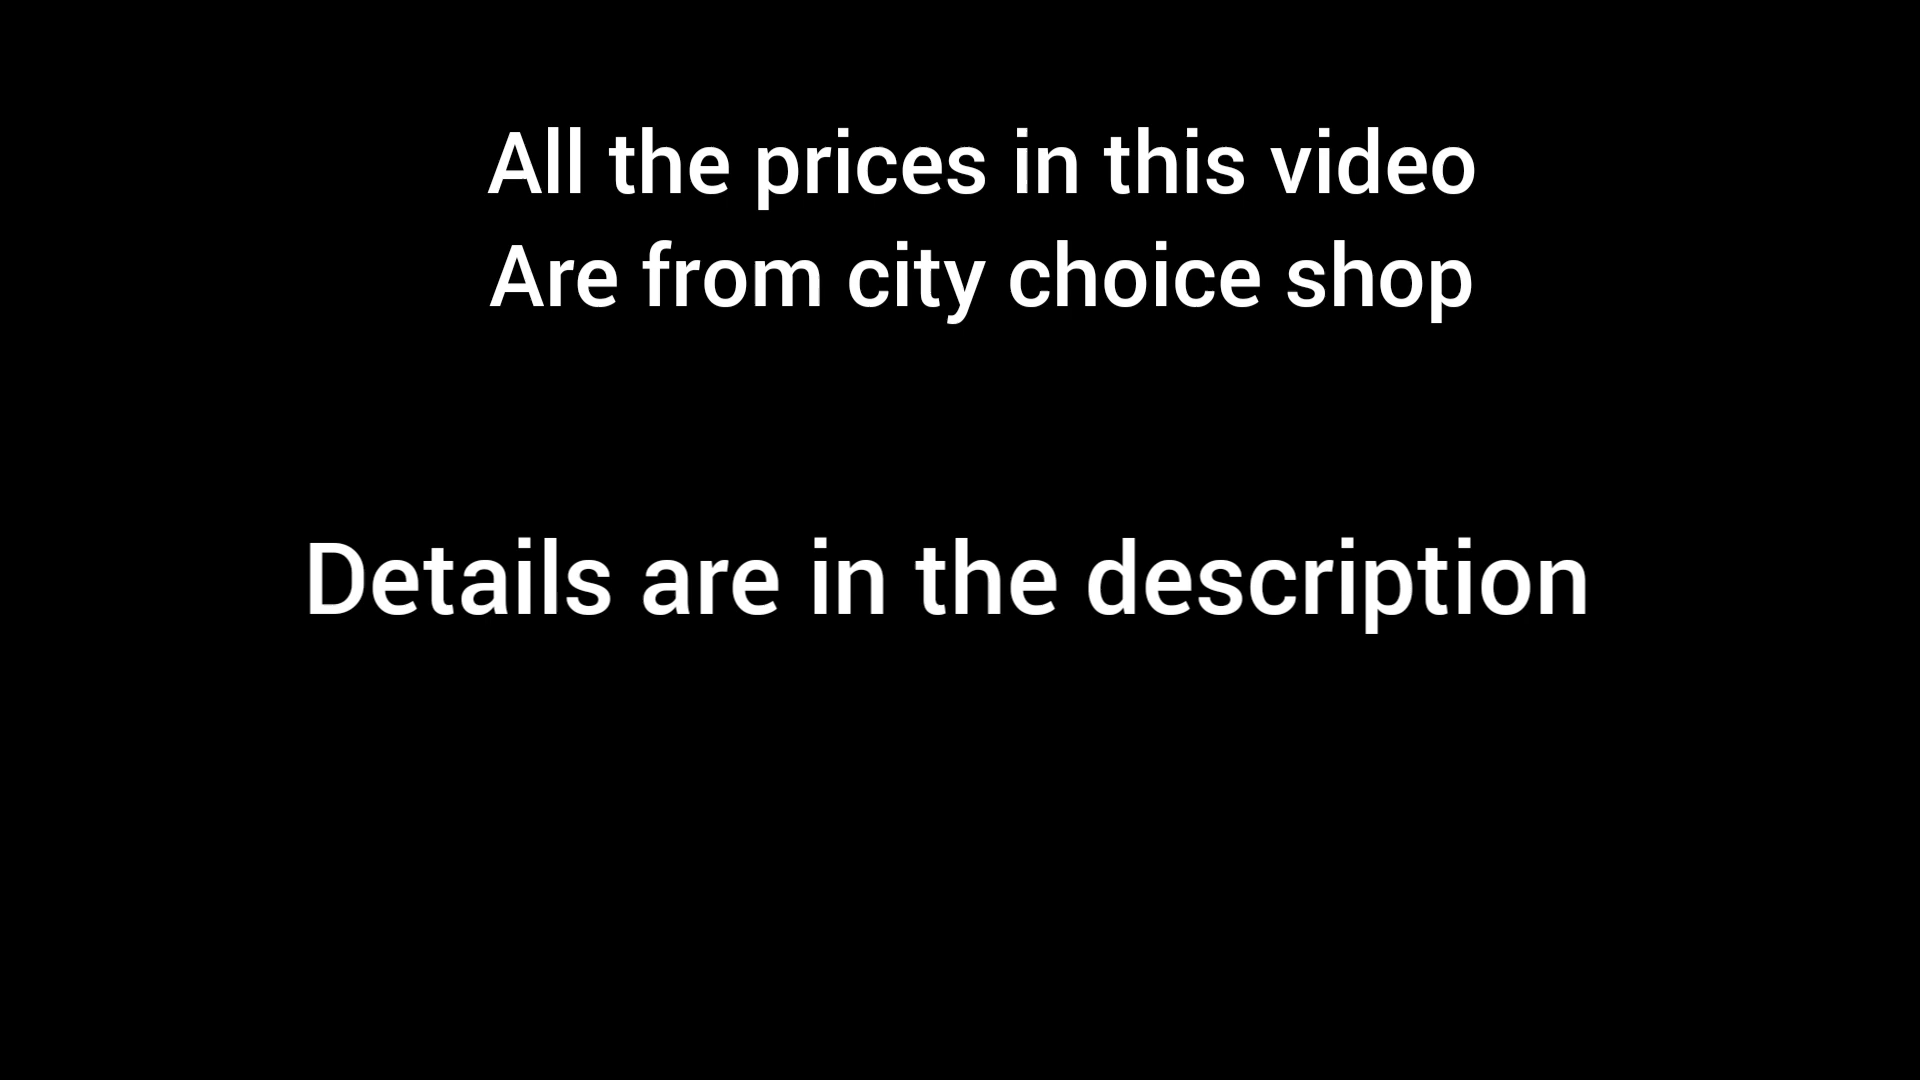 All the prices in this video
Are from city choice shop
Details are in the description